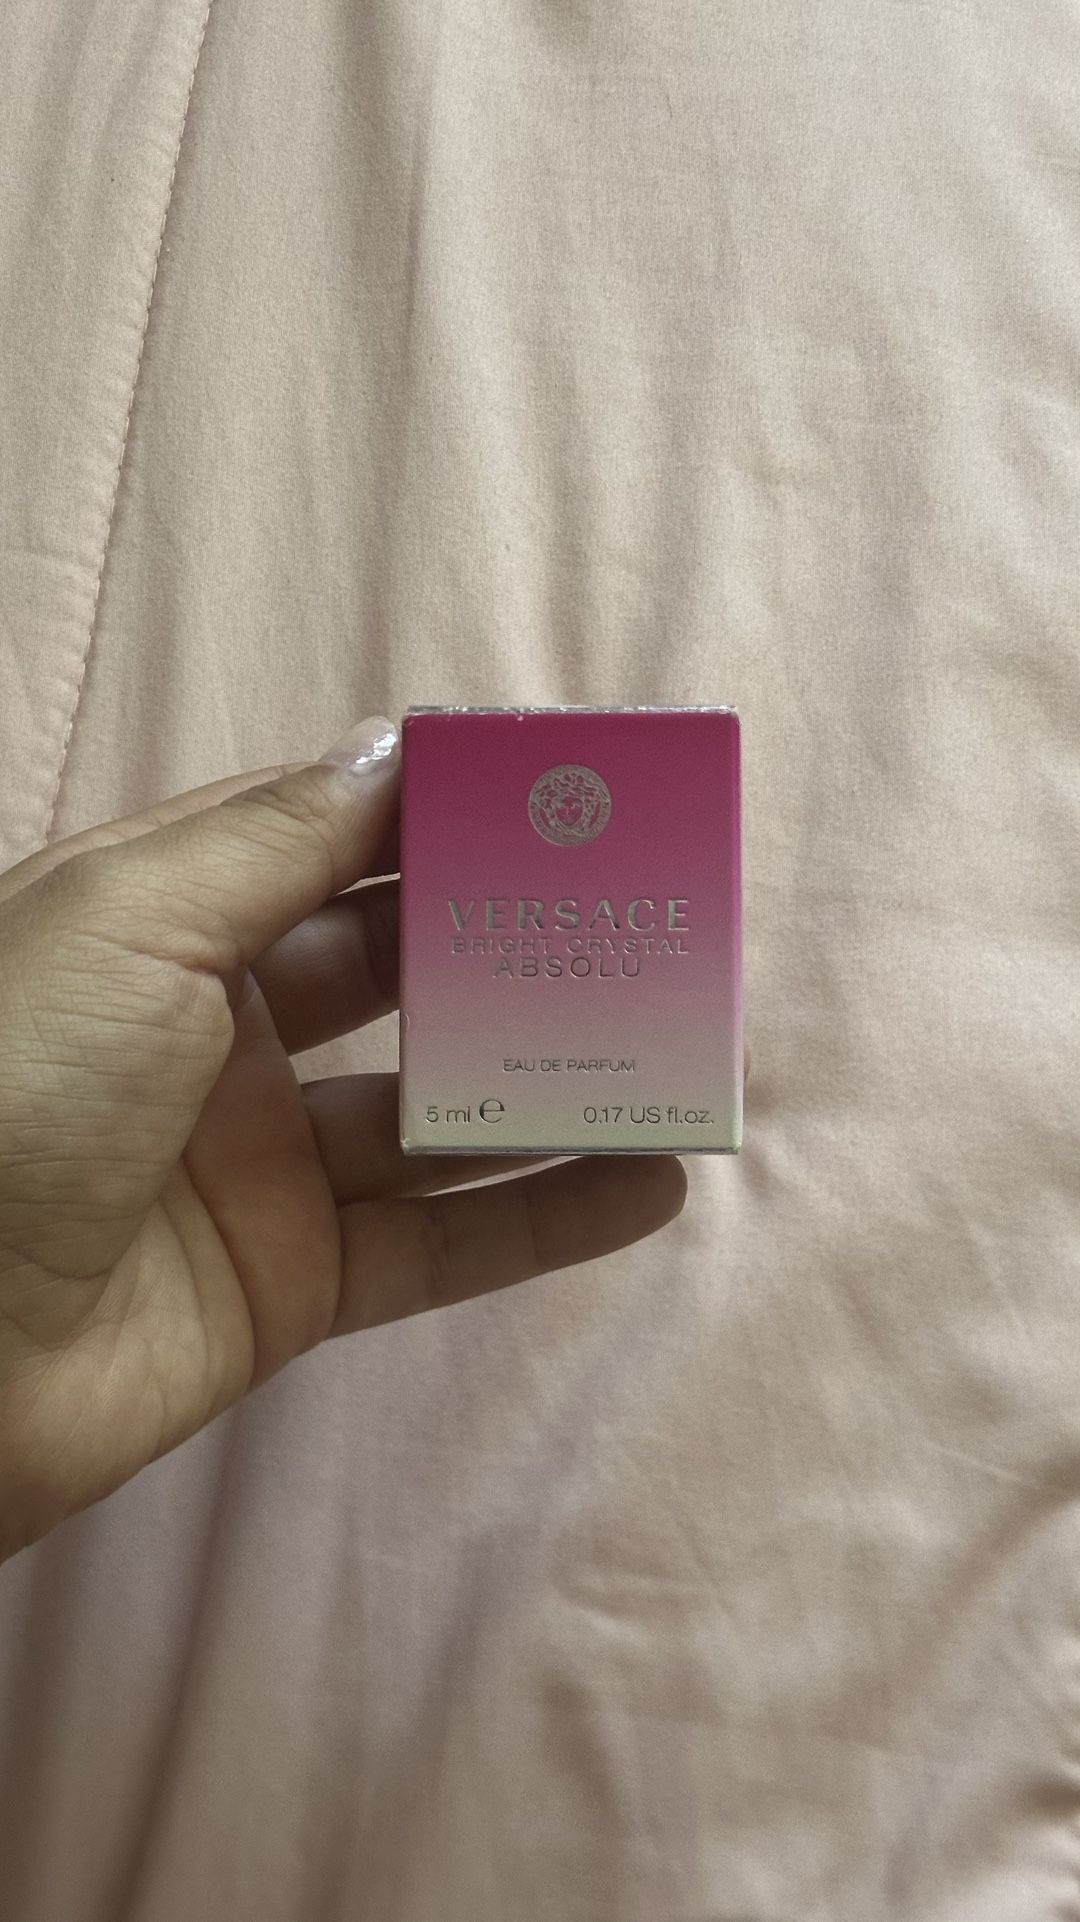 VERSACE
BRIGHT CRYSTAL
ABSOLU
EAU DE PARFUM
5 ml ℮ 0.17 US fl.oz.